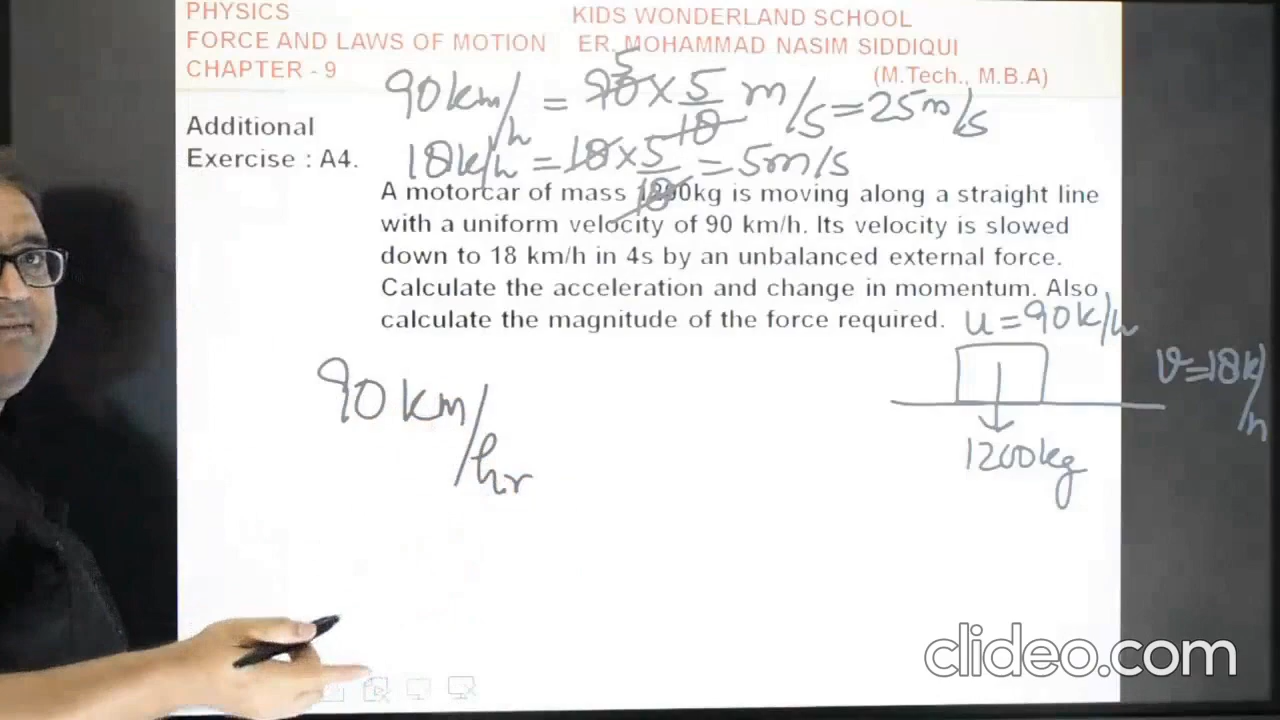 PHYSICS KIDS WONDERLAND SCHOOL
FORCE AND LAWS OF MOTION ER. MOHAMMAD NASIM SIDDIQUI
CHAPTER - 9 (M.Tech., M.B.A)
90km/h = 90 5 × 5/18 m/s = 25m/s
Additional
Exercise : A4.
18k/h = 18 × 5/18 = 5m/s
A motorcar of mass 1200kg is moving along a straight line
with a uniform velocity of 90 km/h. Its velocity is slowed
down to 18 km/h in 4s by an unbalanced external force.
Calculate the acceleration and change in momentum. Also
calculate the magnitude of the force required.
u = 90k/h
v = 18k/h
90 km/hr
1200kg
clideo.com